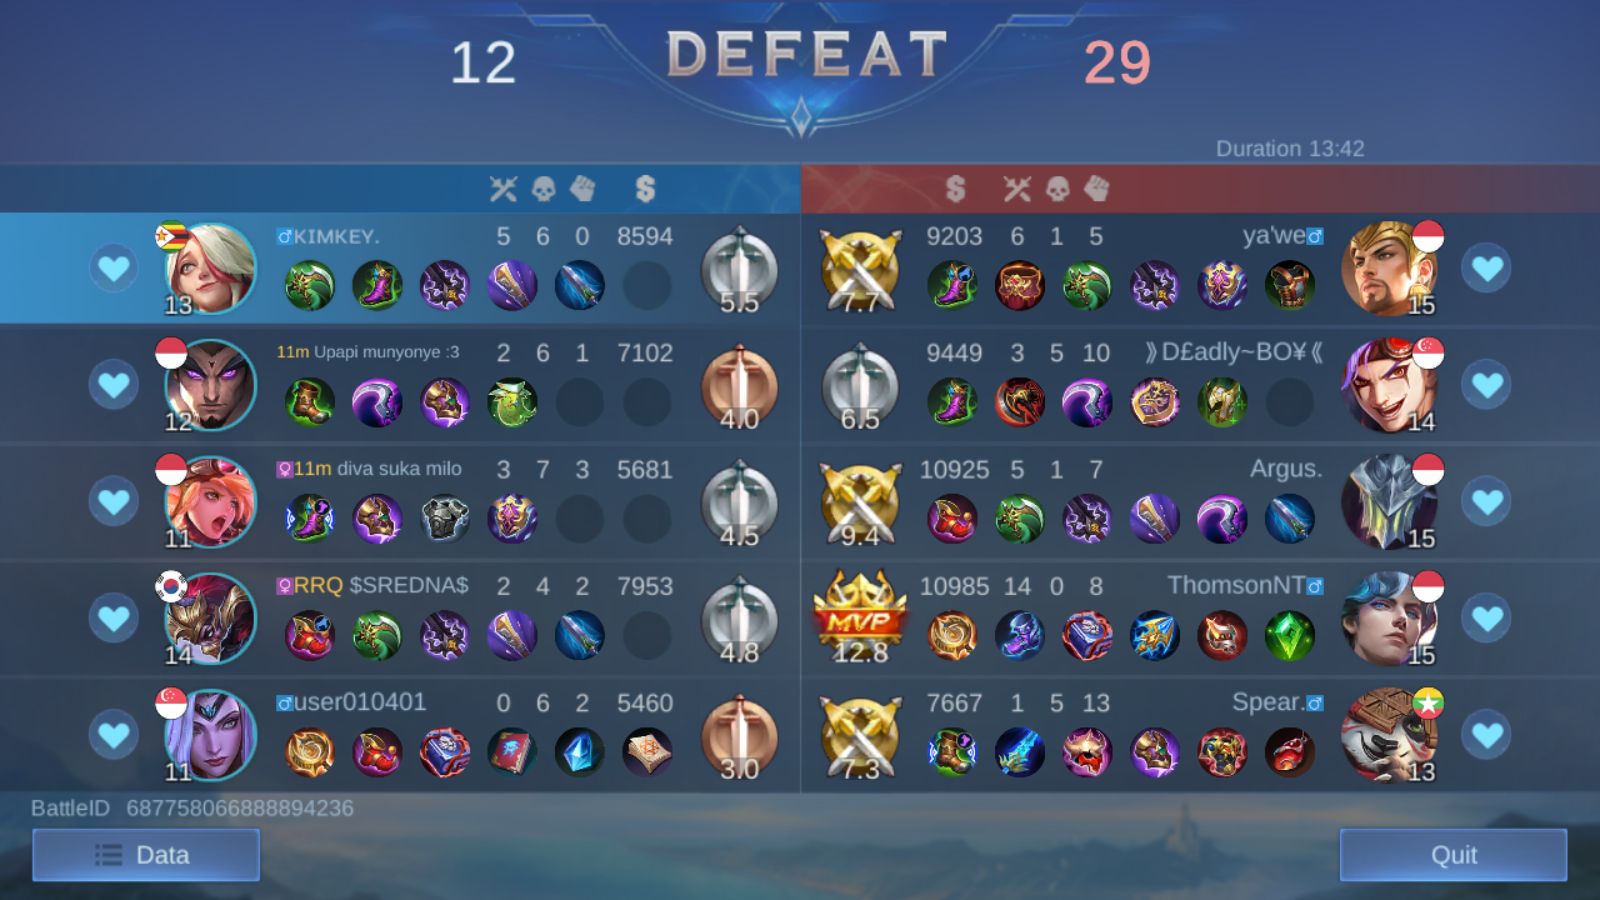 12 DEFEAT 29
Duration 13:42
KIMKEY. 5 6 0 8594
13 5.5
7.7 9203 6 1 5 ya'we
15
11m Upapi munyonye :3 2 6 1 7102
12 4.0
6.5 9449 3 5 10 》D£adly~BO¥《
14
11m diva suka milo 3 7 3 5681
11 4.5
9.4 10925 5 1 7 Argus.
15
RRQ $SREDNA$ 2 4 2 7953
14 4.8
MVP 12.8 10985 14 0 8 ThomsonNT
15
user010401 0 6 2 5460
11 3.0
7.3 7667 1 5 13 Spear.
13
BattleID 687758066888894236
Data
Quit